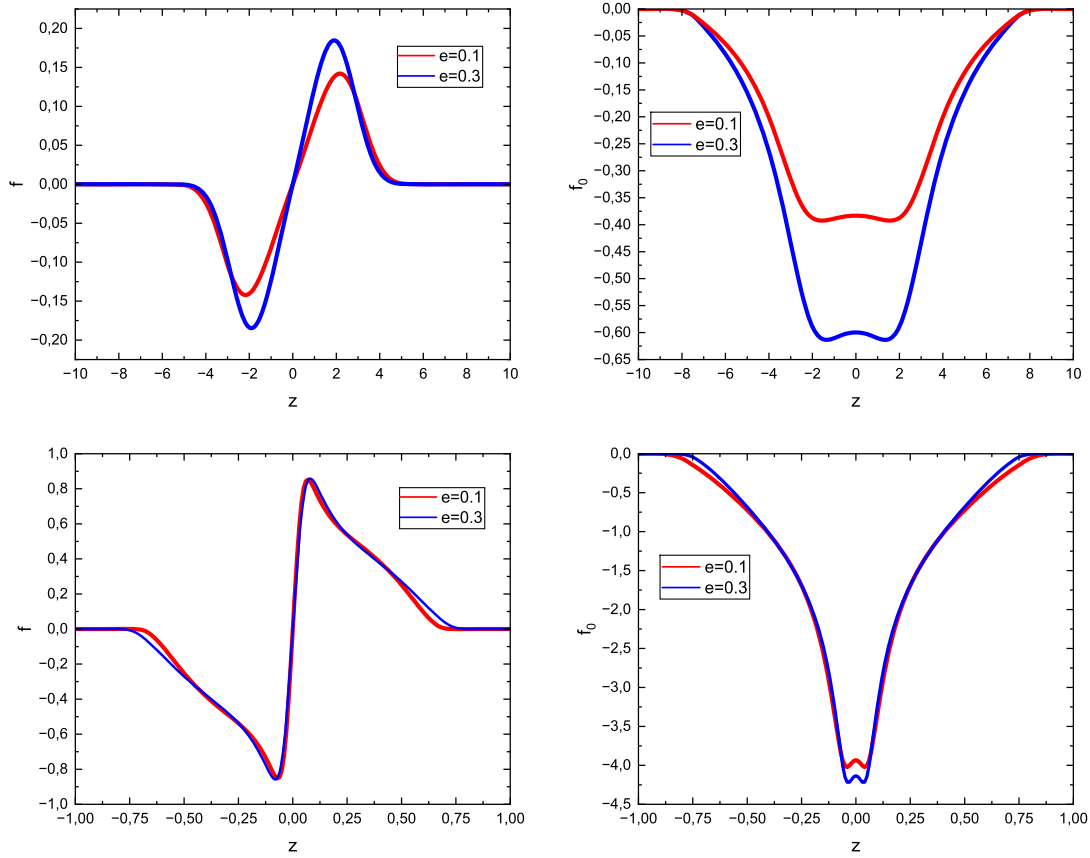 0,20
0,15
0,10
0,05
0,00
−0,05
−0,10
−0,15
−0,20
f
e=0.1
e=0.3
−10 −8 −6 −4 −2 0 2 4 6 8 10
z
0,00
−0,05
−0,10
−0,15
−0,20
−0,25
−0,30
−0,35
−0,40
−0,45
−0,50
−0,55
−0,60
−0,65
f₀
e=0.1
e=0.3
−10 −8 −6 −4 −2 0 2 4 6 8 10
z
1,0
0,8
0,6
0,4
0,2
0,0
−0,2
−0,4
−0,6
−0,8
−1,0
f
e=0.1
e=0.3
−1,00 −0,75 −0,50 −0,25 0,00 0,25 0,50 0,75 1,00
z
0,0
−0,5
−1,0
−1,5
−2,0
−2,5
−3,0
−3,5
−4,0
−4,5
f₀
e=0.1
e=0.3
−1,00 −0,75 −0,50 −0,25 0,00 0,25 0,50 0,75 1,00
z